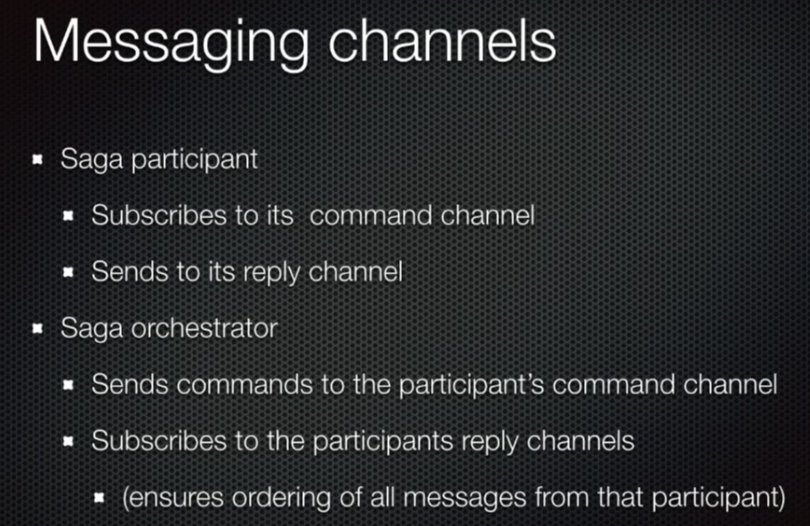 Messaging channels
Saga participant
Subscribes to its command channel
Sends to its reply channel
Saga orchestrator
Sends commands to the participant's command channel
Subscribes to the participants reply channels
(ensures ordering of all messages from that participant)